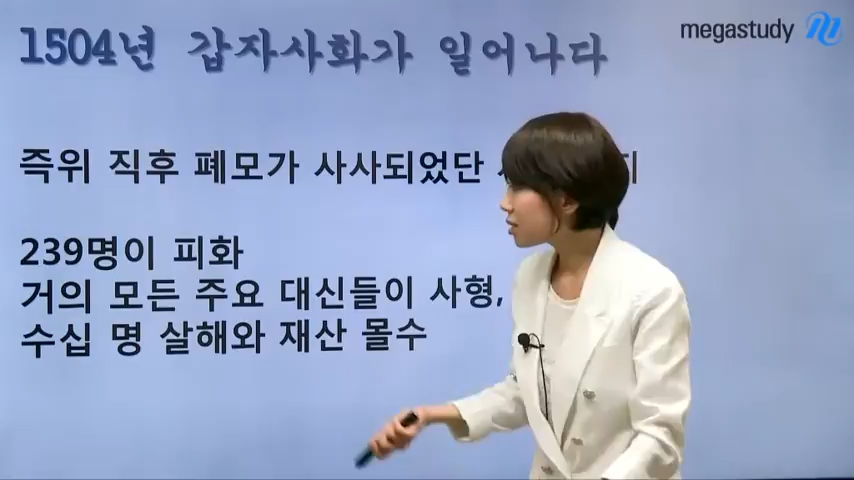 1504년 갑자사화가 일어나다
megastudy
즉위 직후 폐모가 사사되었단
239명이 피화
거의 모든 주요 대신들이 사형,
수십 명 살해와 재산 몰수